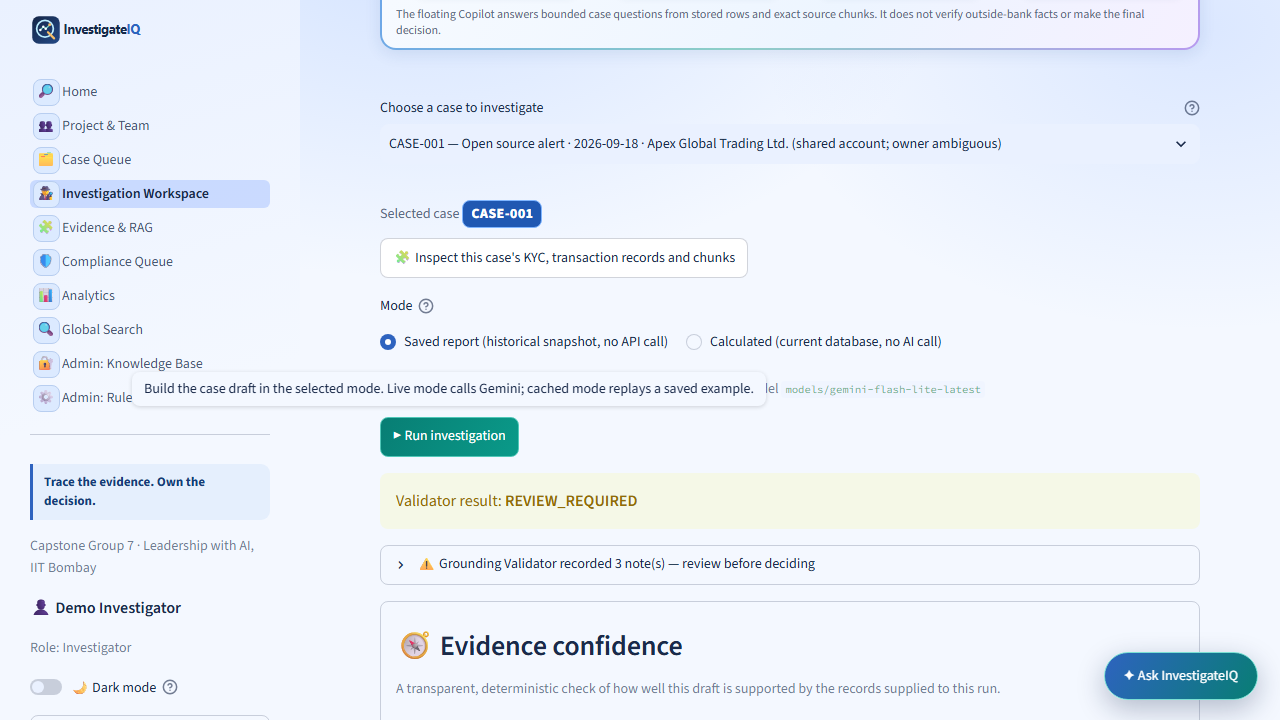 InvestigateIQ
Home
Project & Team
Case Queue
Investigation Workspace
Evidence & RAG
Compliance Queue
Analytics
Global Search
Admin: Knowledge Base
Admin: Rule
Trace the evidence. Own the
decision.
Capstone Group 7 · Leadership with AI,
IIT Bombay
Demo Investigator
Role: Investigator
Dark mode
The floating Copilot answers bounded case questions from stored rows and exact source chunks. It does not verify outside-bank facts or make the final
decision.
Choose a case to investigate
CASE-001 — Open source alert · 2026-09-18 · Apex Global Trading Ltd. (shared account; owner ambiguous)
Selected case CASE-001
Inspect this case's KYC, transaction records and chunks
Mode
Saved report (historical snapshot, no API call)
Calculated (current database, no AI call)
Build the case draft in the selected mode. Live mode calls Gemini; cached mode replays a saved example.
models/gemini-flash-lite-latest
Run investigation
Validator result: REVIEW_REQUIRED
Grounding Validator recorded 3 note(s) — review before deciding
Evidence confidence
A transparent, deterministic check of how well this draft is supported by the records supplied to this run.
Ask InvestigateIQ